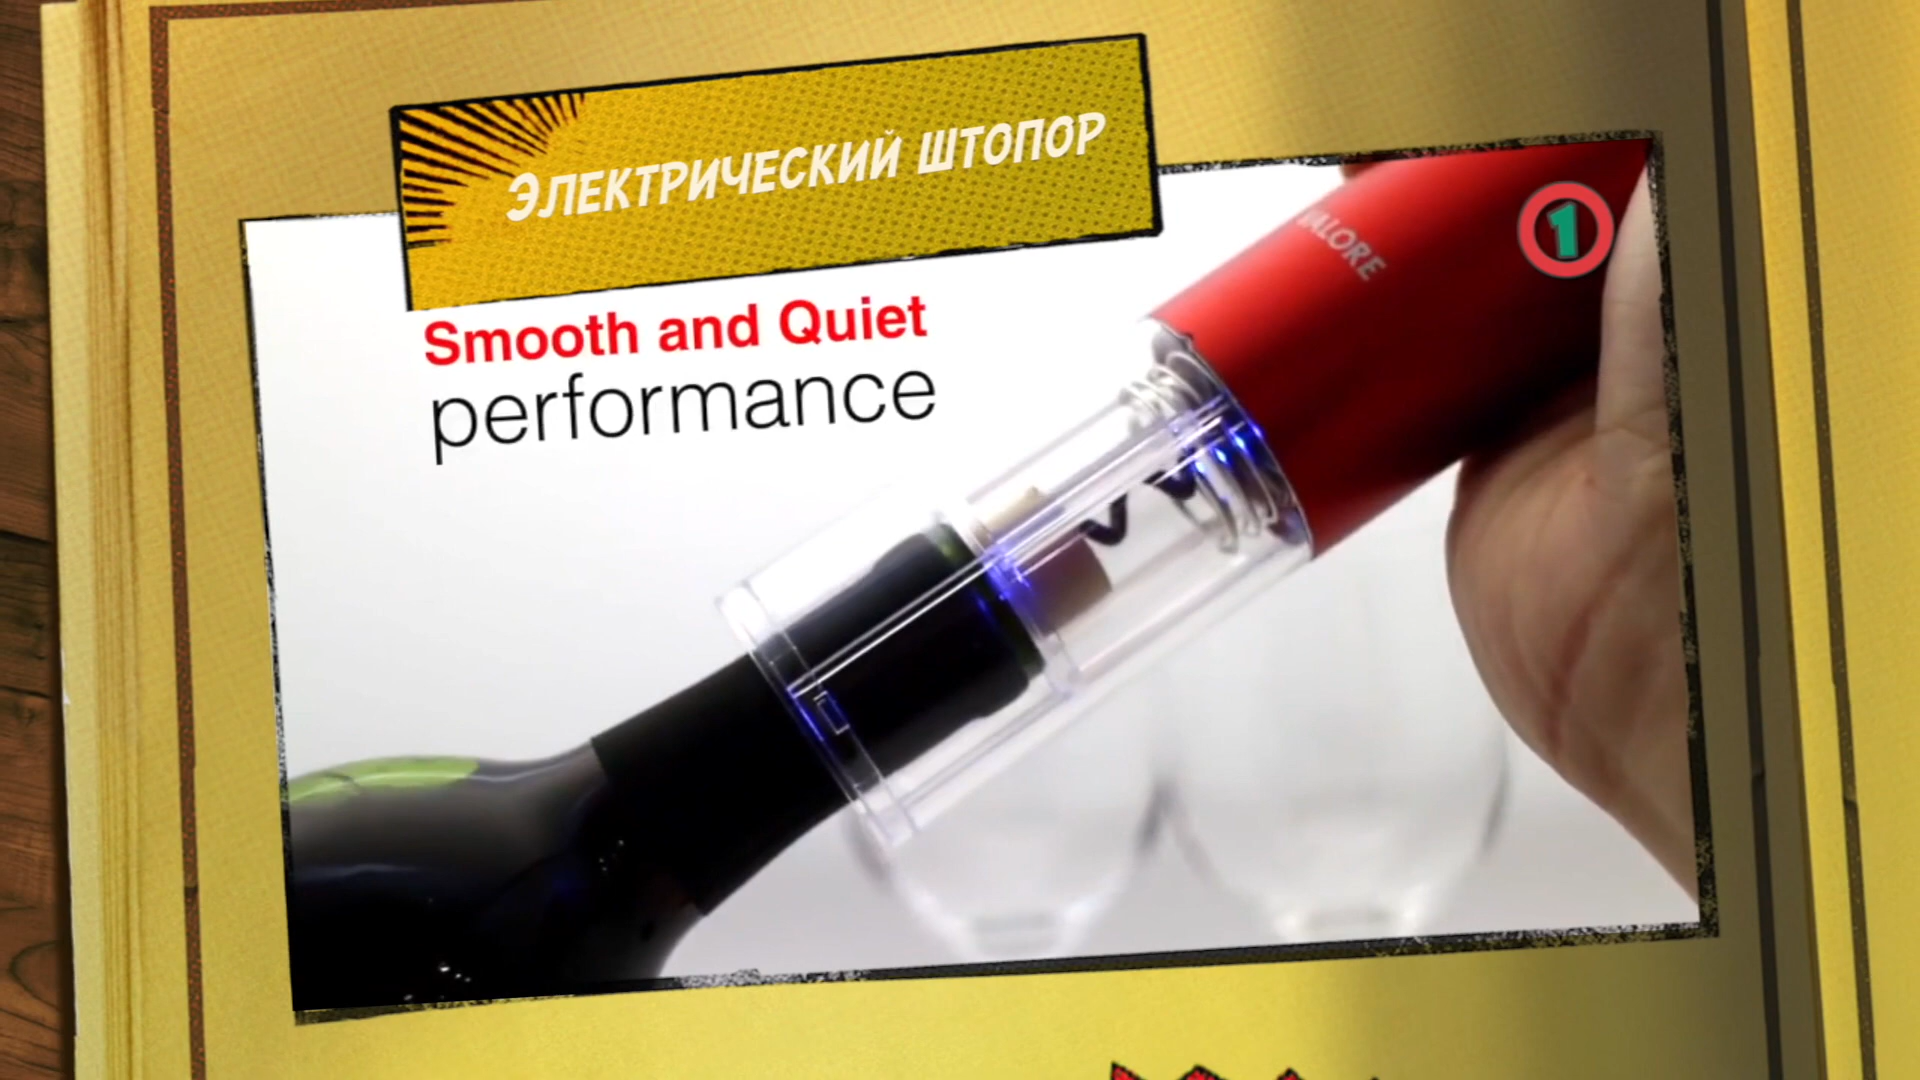 ЭЛЕКТРИЧЕСКИЙ ШТОПОР
Smooth and Quiet
performance
1